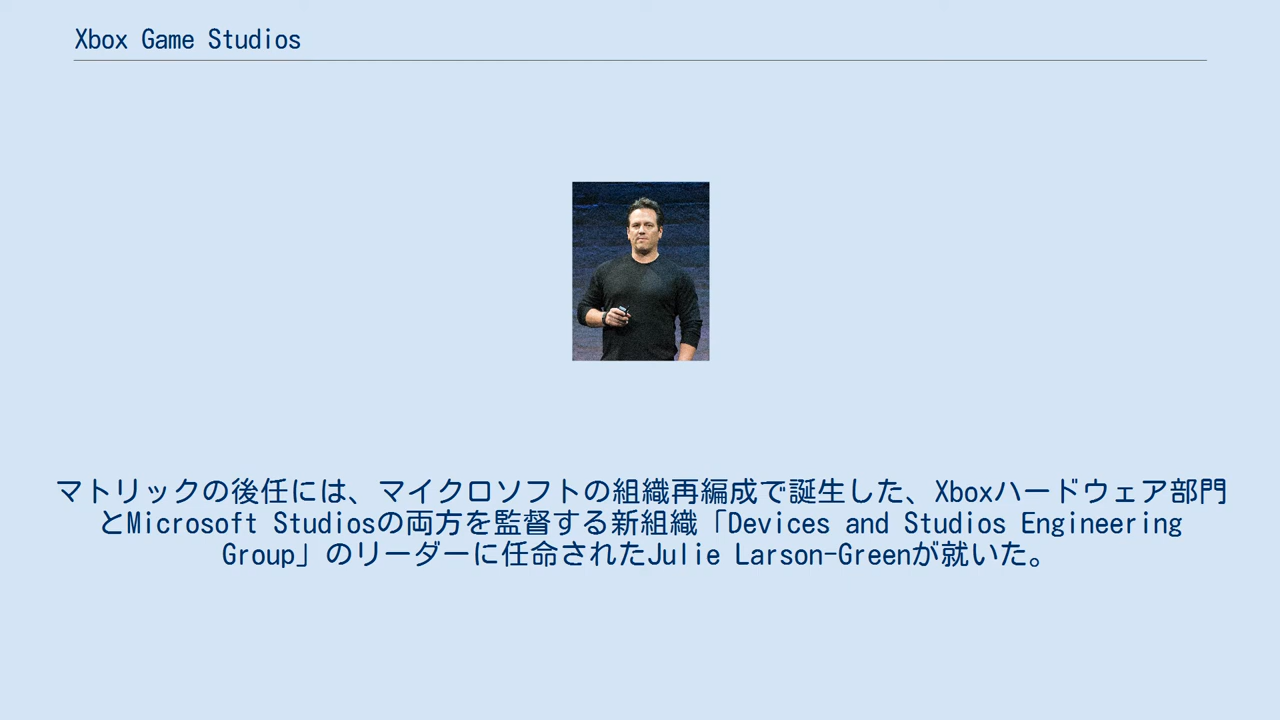 Xbox Game Studios
マトリックの後任には、マイクロソフトの組織再編成で誕生した、Xboxハードウェア部門
とMicrosoft Studiosの両方を監督する新組織「Devices and Studios Engineering
Group」のリーダーに任命されたJulie Larson-Greenが就いた。